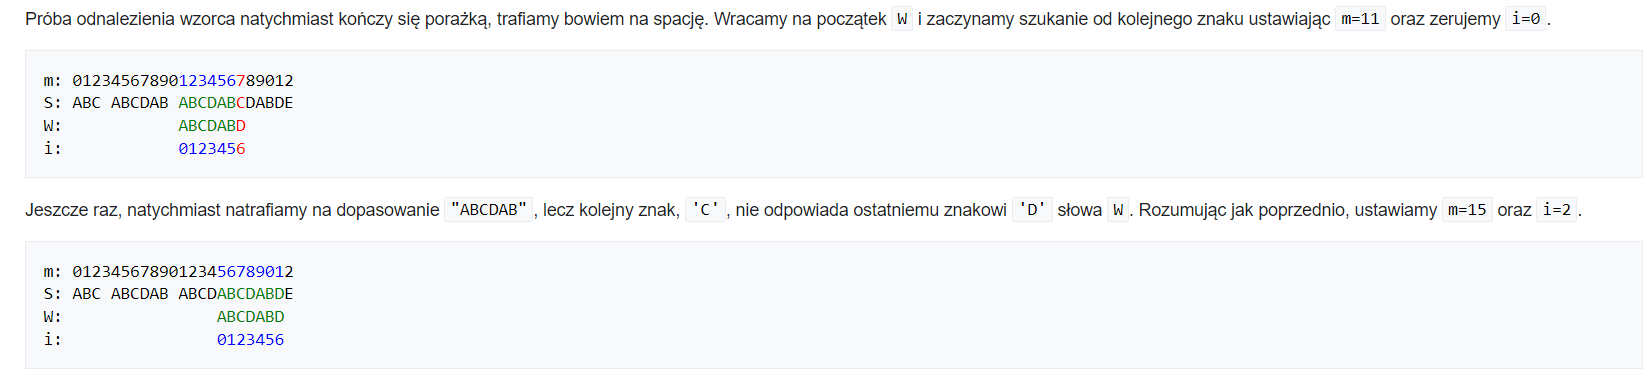 Próba odnalezienia wzorca natychmiast kończy się porażką, trafiamy bowiem na spację. Wracamy na początek W i zaczynamy szukanie od kolejnego znaku ustawiając m=11 oraz zerujemy i=0.
m: 01234567890123456789012
S: ABC ABCDAB ABCDABCDABDE
W:            ABCDABD
i:            0123456
Jeszcze raz, natychmiast natrafiamy na dopasowanie "ABCDAB", lecz kolejny znak, 'C', nie odpowiada ostatniemu znakowi 'D' słowa W. Rozumując jak poprzednio, ustawiamy m=15 oraz i=2.
m: 01234567890123456789012
S: ABC ABCDAB ABCDABCDABDE
W:                ABCDABD
i:                0123456